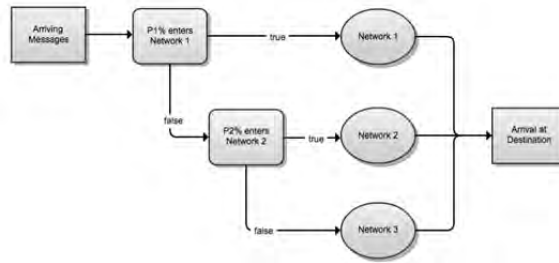 Arriving
Messages
P1% enters
Network 1
true
Network 1
false
P2% enters
Network 2
true
Network 2
Arrival at
Destination
false
Network 3